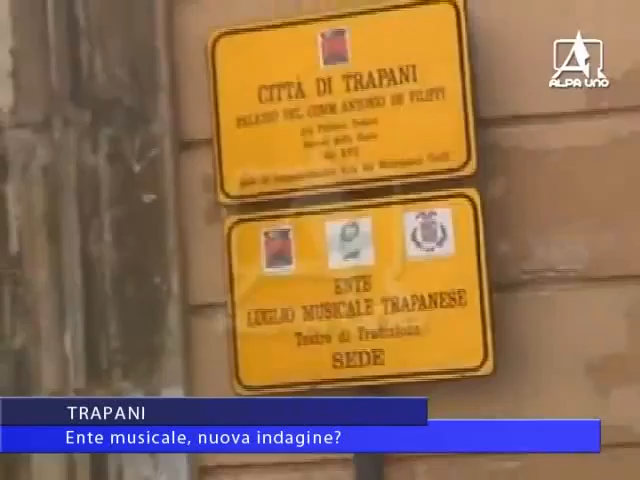 ALPA UNO
CITTÀ DI TRAPANI
PALAZZO DEL COMM ANTONIO DE FILIPPI
ENTE
LUGLIO MUSICALE TRAPANESE
Teatro di Tradizione
SEDE
TRAPANI
Ente musicale, nuova indagine?